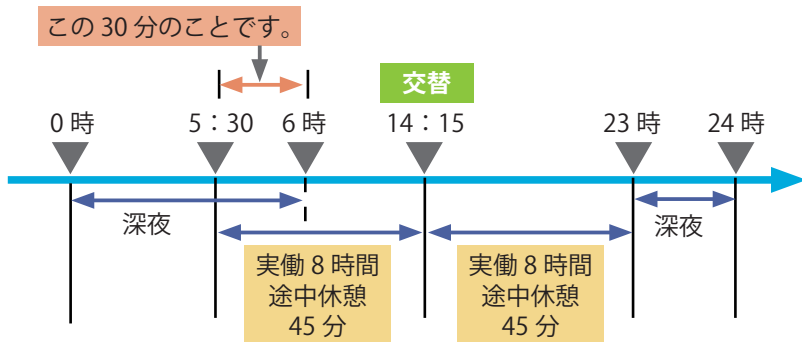 この 30 分のことです。
交替
0 時
5：30
6 時
14：15
23 時
24 時
深夜
深夜
実働 8 時間
途中休憩
45 分
実働 8 時間
途中休憩
45 分